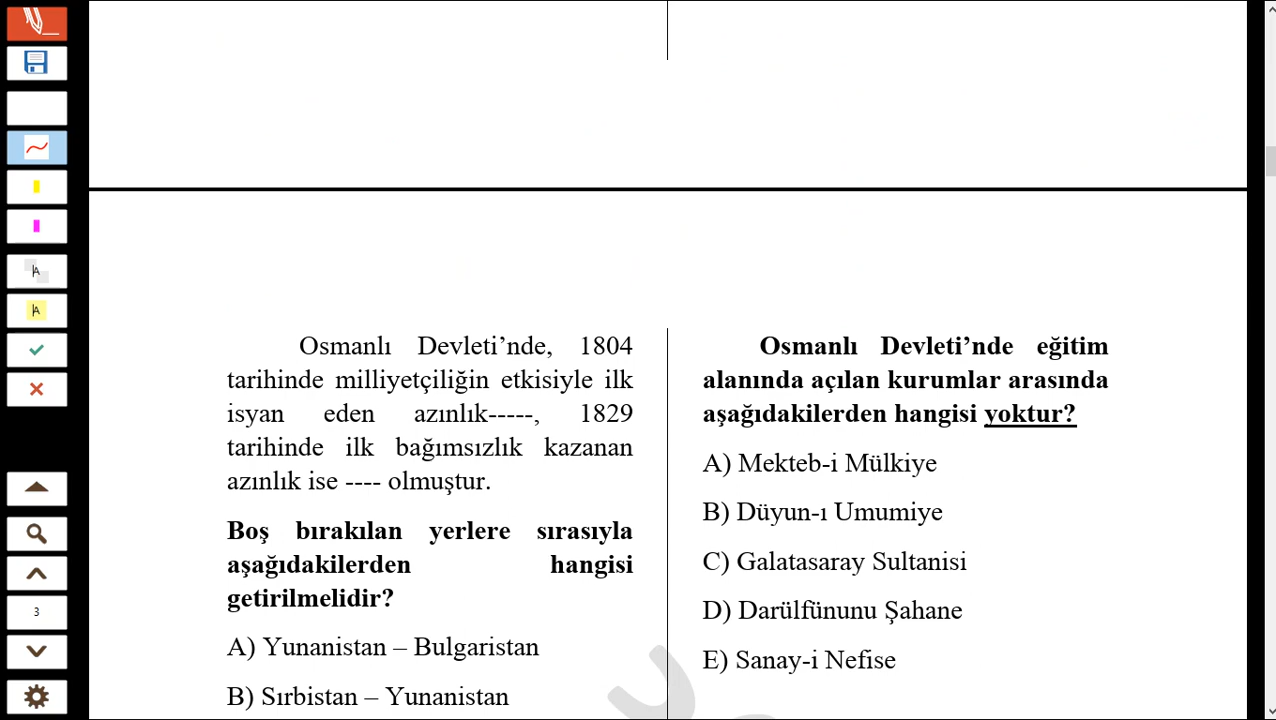 Osmanlı Devleti’nde, 1804
tarihinde milliyetçiliğin etkisiyle ilk
isyan eden azınlık-----, 1829
tarihinde ilk bağımsızlık kazanan
azınlık ise ---- olmuştur.
Boş bırakılan yerlere sırasıyla
aşağıdakilerden hangisi
getirilmelidir?
A) Yunanistan – Bulgaristan
B) Sırbistan – Yunanistan
Osmanlı Devleti’nde eğitim
alanında açılan kurumlar arasında
aşağıdakilerden hangisi yoktur?
A) Mekteb-i Mülkiye
B) Düyun-ı Umumiye
C) Galatasaray Sultanisi
D) Darülfünunu Şahane
E) Sanay-i Nefise
A
A
3